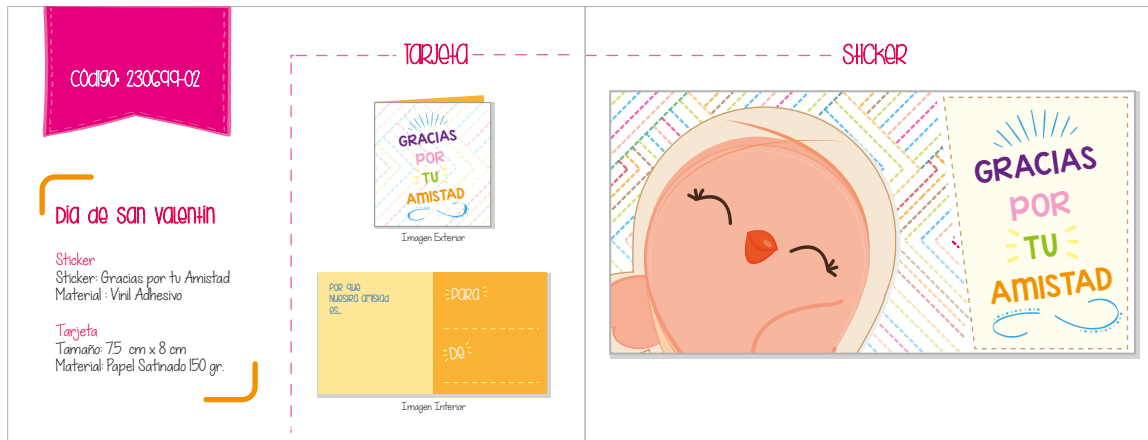 Código: 230699-02
Día de san valentín
Sticker
Sticker: Gracias por tu Amistad
Material : Vinil Adhesivo
Tarjeta
Tamaño: 7.5 cm x 8 cm
Material: Papel Satinado 150 gr.
Tarjeta
GRACIAS
POR
TU
AMISTAD
Imagen Exterior
Por que
nuestra amistad
es...
Para
De
Imagen Interior
Sticker
GRACIAS
POR
TU
AMISTAD